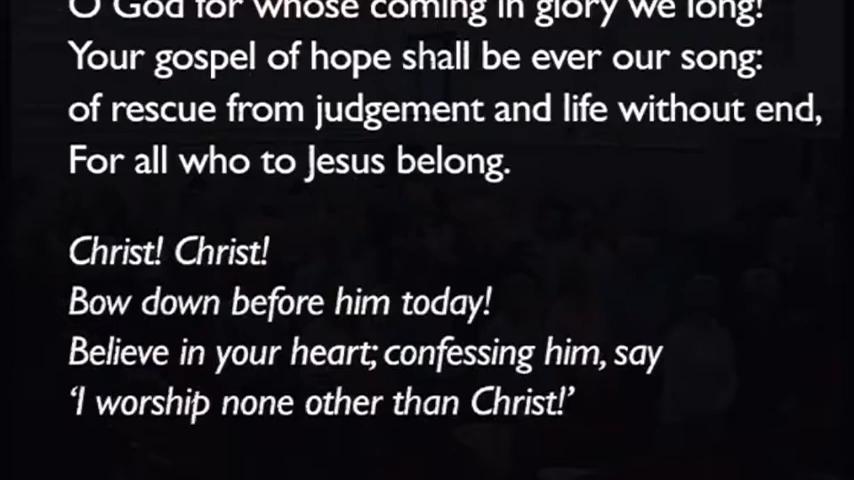 O God for whose coming in glory we long!
Your gospel of hope shall be ever our song:
of rescue from judgement and life without end,
For all who to Jesus belong.
Christ! Christ!
Bow down before him today!
Believe in your heart; confessing him, say
‘I worship none other than Christ!’